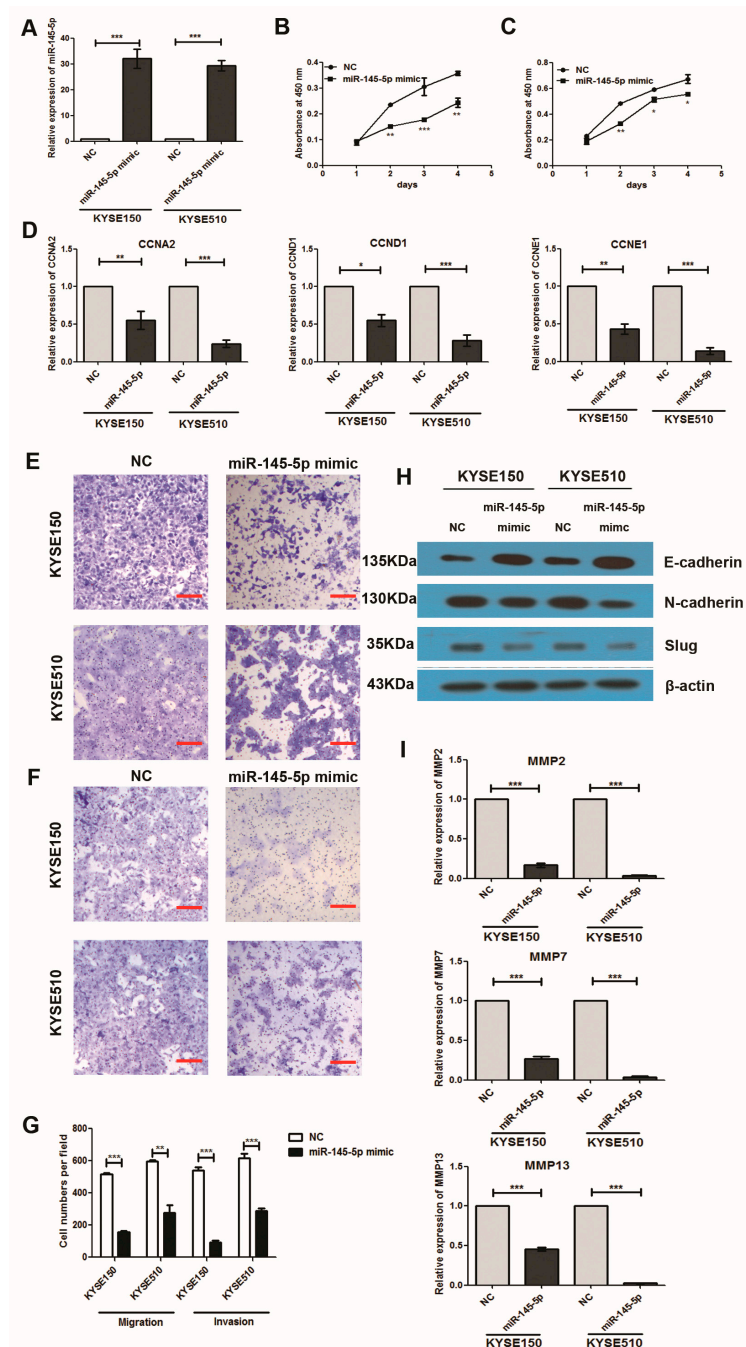 A
Relative expression of miR-145-5p
40
30
20
10
0
***
***
NC
miR-145-5p mimic
NC
miR-145-5p mimic
KYSE150
KYSE510
B
Absorbance at 450 nm
0.4
0.3
0.2
0.1
0.0
NC
miR-145-5p mimic
**
***
**
0 1 2 3 4 5
days
C
Absorbance at 450 nm
0.8
0.6
0.4
0.2
0.0
NC
miR-145-5p mimic
**
*
*
0 1 2 3 4 5
days
D
CCNA2
Relative expression of CCNA2
1.5
1.0
0.5
0.0
**
***
NC
miR-145-5p
NC
miR-145-5p
KYSE150
KYSE510
CCND1
Relative expression of CCND1
1.5
1.0
0.5
0.0
*
***
NC
miR-145-5p
NC
miR-145-5p
KYSE150
KYSE510
CCNE1
Relative expression of CCNE1
1.5
1.0
0.5
0.0
**
***
NC
miR-145-5p
NC
miR-145-5p
KYSE150
KYSE510
E
NC
miR-145-5p mimic
KYSE150
KYSE510
F
NC
miR-145-5p mimic
KYSE150
KYSE510
G
Cell numbers per field
800
600
400
200
0
***
**
***
***
NC
miR-145-5p mimic
KYSE150
KYSE510
KYSE150
KYSE510
Migration
Invasion
H
KYSE150 KYSE510
miR-145-5p miR-145-5p
NC mimic NC mimc
135KDa E-cadherin
130KDa N-cadherin
35KDa Slug
43KDa β-actin
I
MMP2
Relative expression of MMP2
1.5
1.0
0.5
0.0
***
***
NC
miR-145-5p
NC
miR-145-5p
KYSE150
KYSE510
MMP7
Relative expression of MMP7
1.5
1.0
0.5
0.0
***
***
NC
miR-145-5p
NC
miR-145-5p
KYSE150
KYSE510
MMP13
Relative expression of MMP13
1.5
1.0
0.5
0.0
***
***
NC
miR-145-5p
NC
miR-145-5p
KYSE150
KYSE510